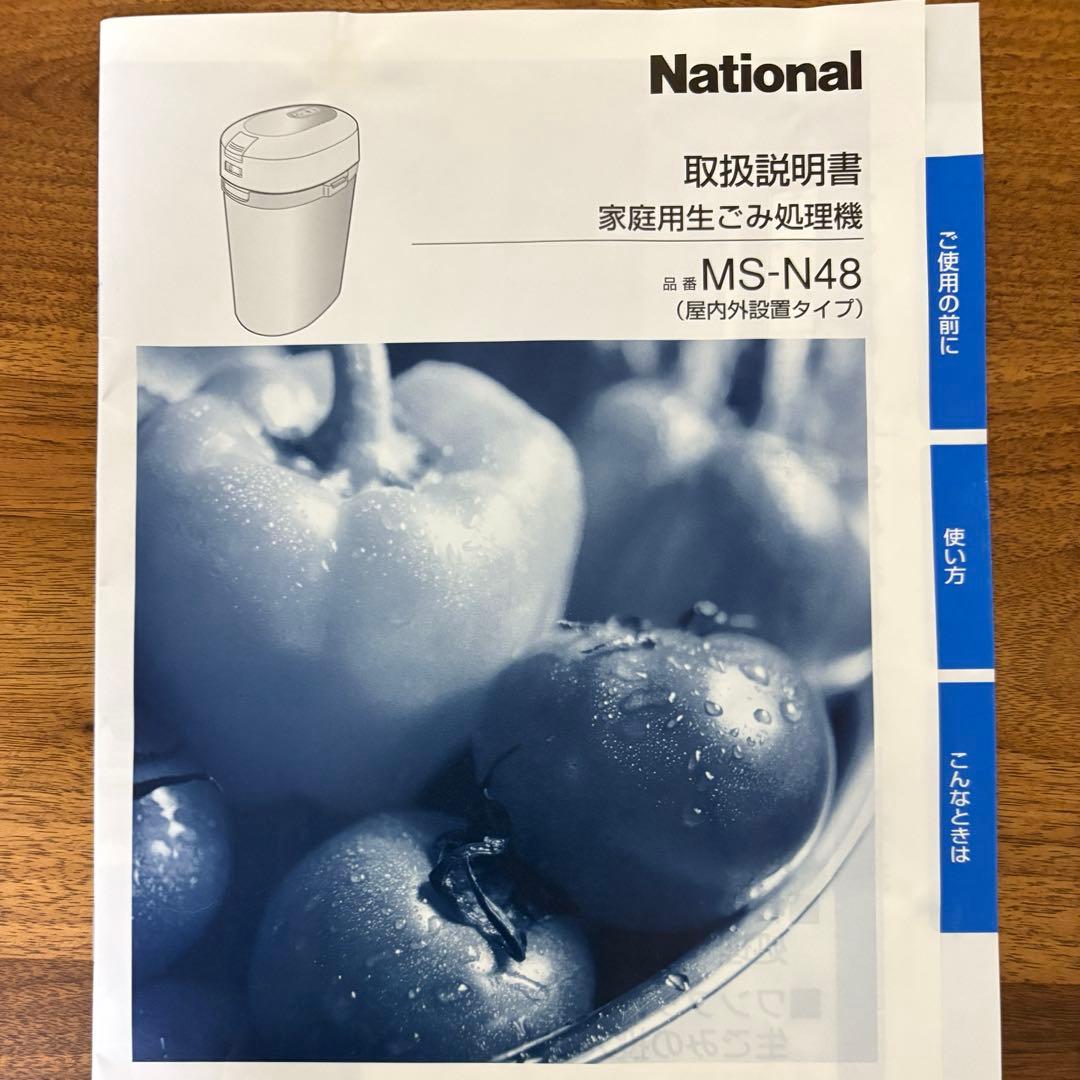 National
取扱説明書
家庭用生ごみ処理機
品番 MS-N48
（屋内外設置タイプ）
ご使用の前に
使い方
こんなときは